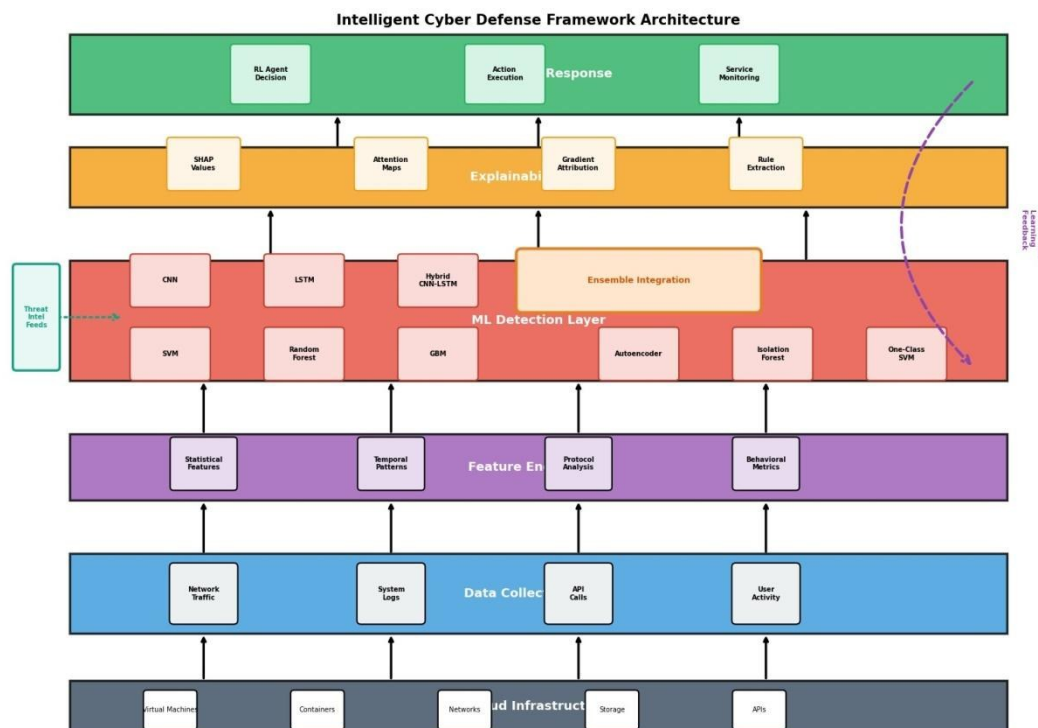 Intelligent Cyber Defense Framework Architecture
RL Agent
Decision
Action
Execution
Response
Service
Monitoring
SHAP
Values
Attention
Maps
Explainabi
Gradient
Attribution
Rule
Extraction
Learning
Feedback
CNN
LSTM
Hybrid
CNN-LSTM
Ensemble Integration
Threat
Intel
Feeds
ML Detection Layer
SVM
Random
Forest
GBM
Autoencoder
Isolation
Forest
One-Class
SVM
Statistical
Features
Temporal
Patterns
Feature En
Protocol
Analysis
Behavioral
Metrics
Network
Traffic
System
Logs
Data Collec
API
Calls
User
Activity
Virtual Machines
Containers
Networks
ud Infrastruct
Storage
APIs